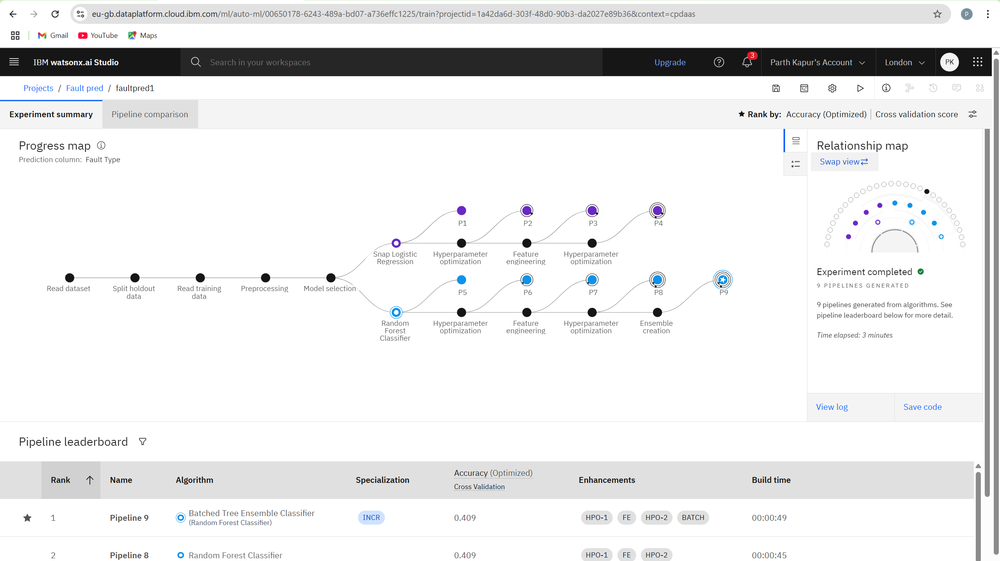 eu-gb.dataplatform.cloud.ibm.com/ml/auto-ml/00650178-6243-489a-bd07-a736effc1225/train?projectid=1a42da6d-303f-48d0-90b3-da2027e89b36&context=cpdaas
p
Gmail YouTube Maps
IBM watsonx.ai Studio
Search in your workspaces
Upgrade
3
Parth Kapur's Account
London
PK
Projects / Fault pred / faultpred1
Experiment summary
Pipeline comparison
Rank by: Accuracy (Optimized) | Cross validation score
Progress map
Prediction column: Fault Type
P1
P2
P3
P4
Snap Logistic
Regression
Hyperparameter
optimization
Feature
engineering
Hyperparameter
optimization
Read dataset
Split holdout
data
Read training
data
Preprocessing
Model selection
P5
P6
P7
P8
P9
Random
Forest
Classifier
Hyperparameter
optimization
Feature
engineering
Hyperparameter
optimization
Ensemble
creation
Relationship map
Swap view
Experiment completed
9 PIPELINES GENERATED
9 pipelines generated from algorithms. See
pipeline leaderboard below for more detail.
Time elapsed: 3 minutes
View log
Save code
Pipeline leaderboard
Rank Name Algorithm Specialization Accuracy (Optimized) Enhancements Build time
Cross Validation
1 Pipeline 9 Batched Tree Ensemble Classifier INCR 0.409 HPO-1 FE HPO-2 BATCH 00:00:49
(Random Forest Classifier)
2 Pipeline 8 Random Forest Classifier 0.409 HPO-1 FE HPO-2 00:00:45